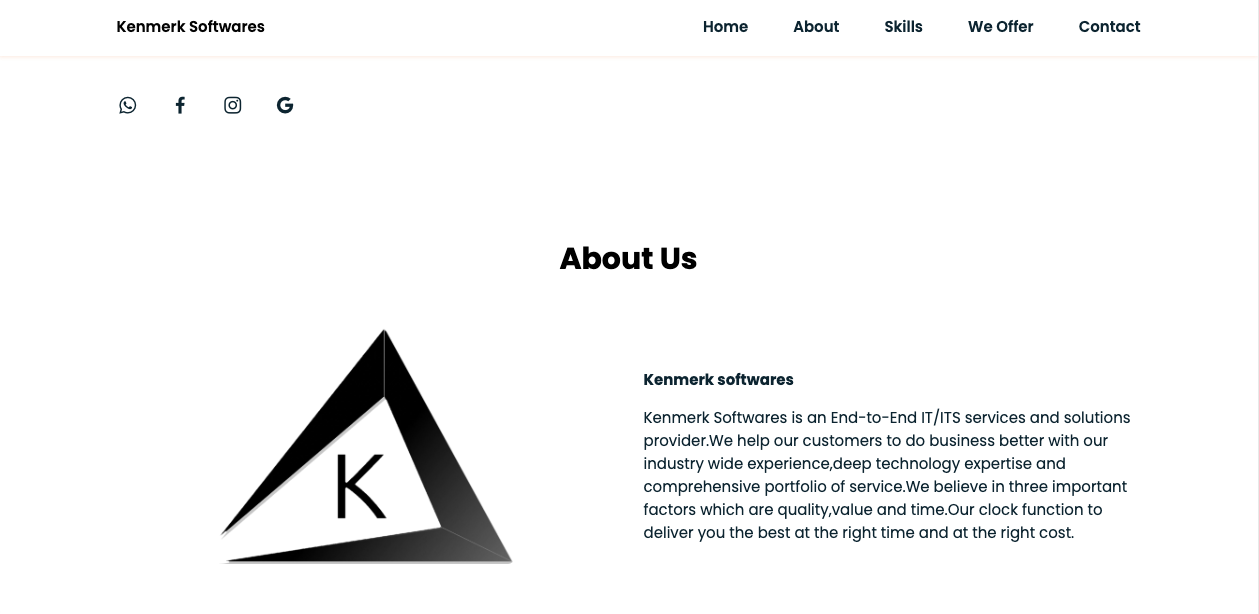 Kenmerk Softwares
Home About Skills We Offer Contact
About Us
K
Kenmerk softwares
Kenmerk Softwares is an End-to-End IT/ITS services and solutions
provider.We help our customers to do business better with our
industry wide experience,deep technology expertise and
comprehensive portfolio of service.We believe in three important
factors which are quality,value and time.Our clock function to
deliver you the best at the right time and at the right cost.